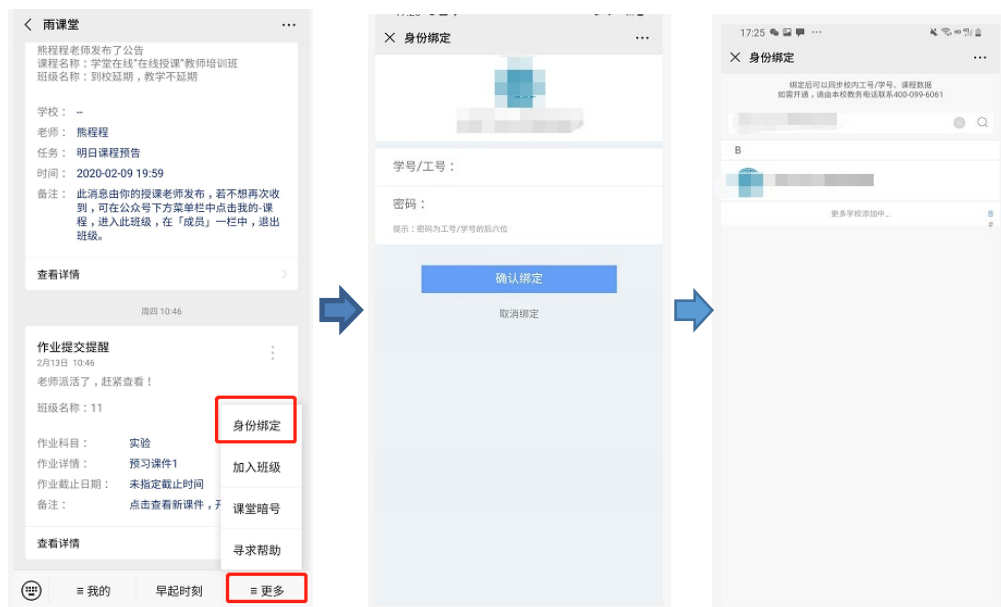 雨课堂
熊程程老师发布了公告
课程名称：学堂在线"在线授课"教师培训班
班级名称：到校延期，教学不延期
学校： --
老师： 熊程程
任务： 明日课程预告
时间： 2020-02-09 19:59
备注： 此消息由你的授课老师发布，若不想再次收
到，可在公众号下方菜单栏中点击我的-课
程，进入此班级，在「成员」一栏中，退出
班级。
查看详情
周四 10:46
作业提交提醒
2月13日 10:46
老师派活了，赶紧查看！
班级名称：11
作业科目： 实验
作业详情： 预习课件1
作业截止日期： 未指定截止时间
备注： 点击查看新课件，
查看详情
身份绑定
加入班级
课堂暗号
寻求帮助
≡ 我的
早起时刻
≡ 更多
身份绑定
学号/工号：
密码：
提示：密码为工号/学号的后六位
确认绑定
取消绑定
17:25
身份绑定
绑定后可以同步校内工号/学号、课程数据
如需开通，请由本校教务电话联系400-099-6061
B
更多学校添加中...
B
#